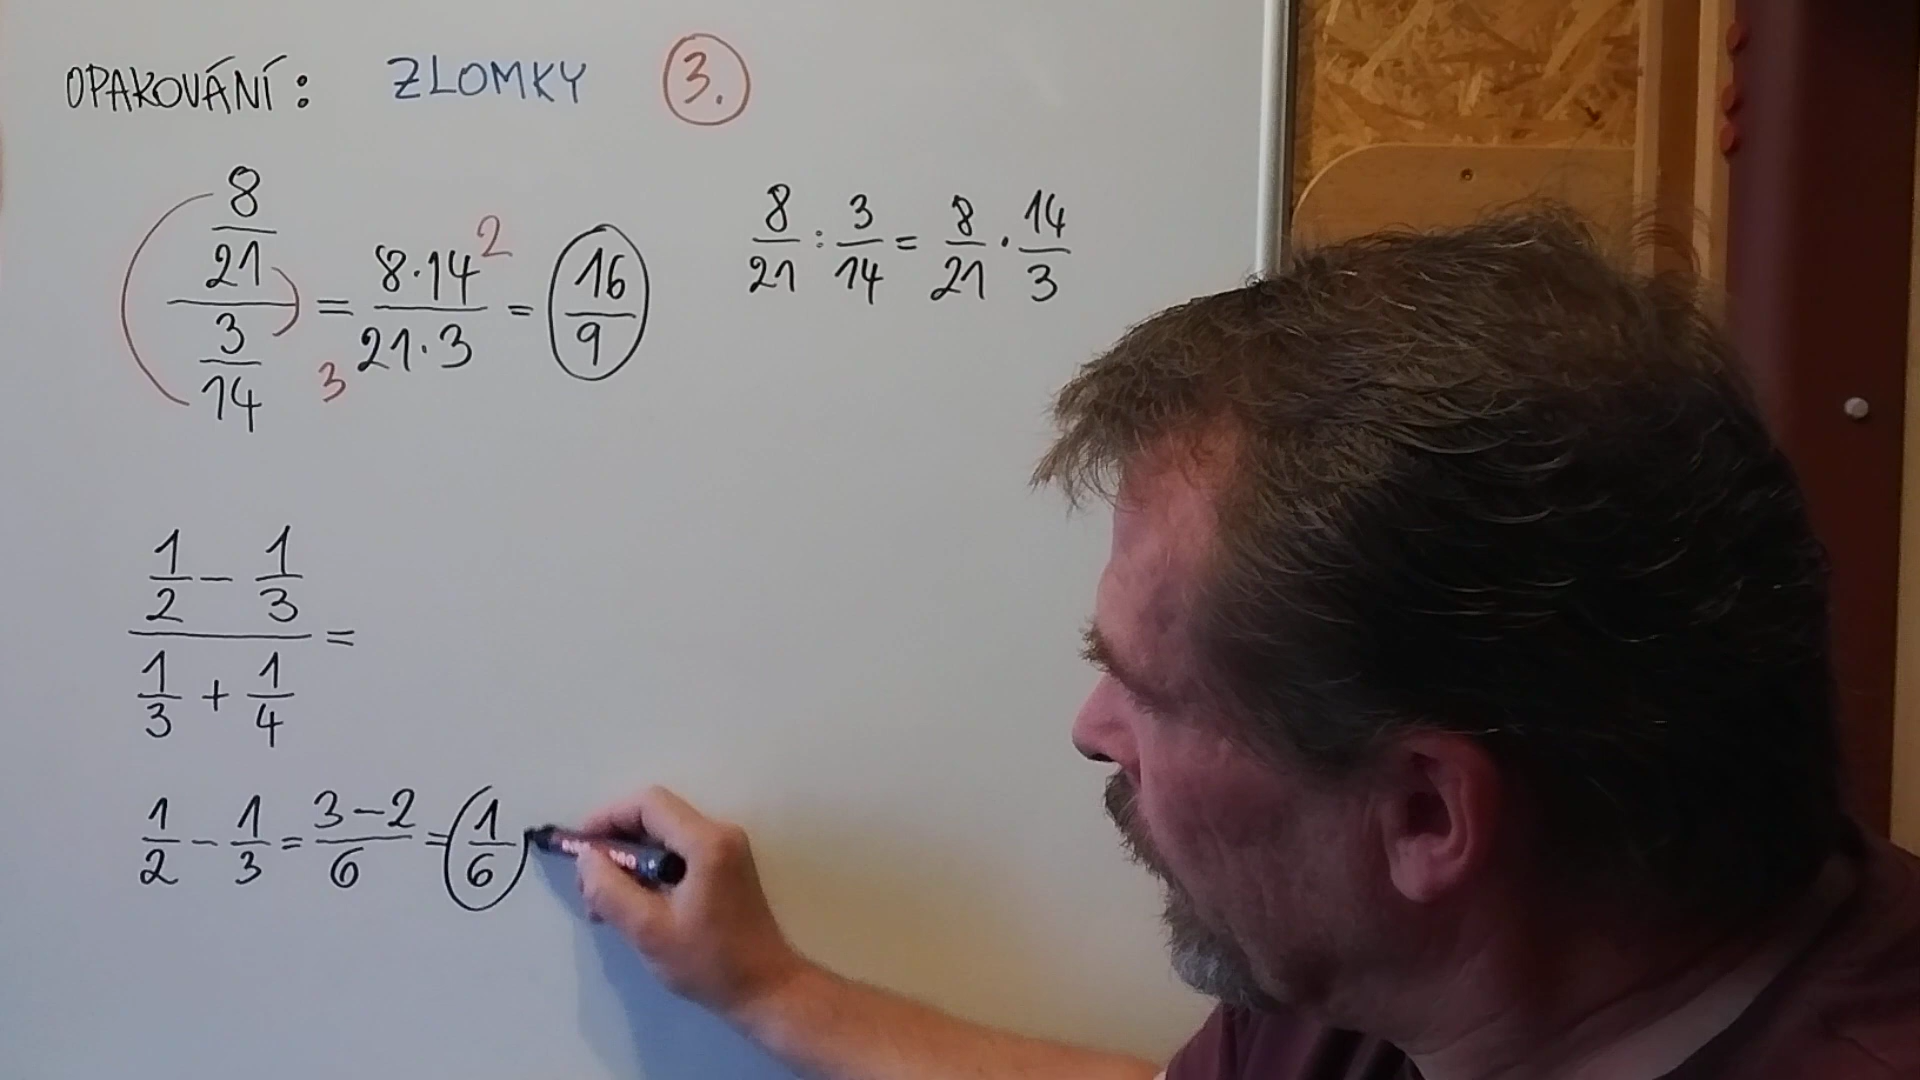 OPAKOVÁNÍ: ZLOMKY 3.
8
21
3
14
= 8·14 2
21·3 3
= 16
9
8/21 : 3/14 = 8/21 · 14/3
1/2 - 1/3
1/3 + 1/4
=
1/2 - 1/3 = 3-2/6 = 1/6